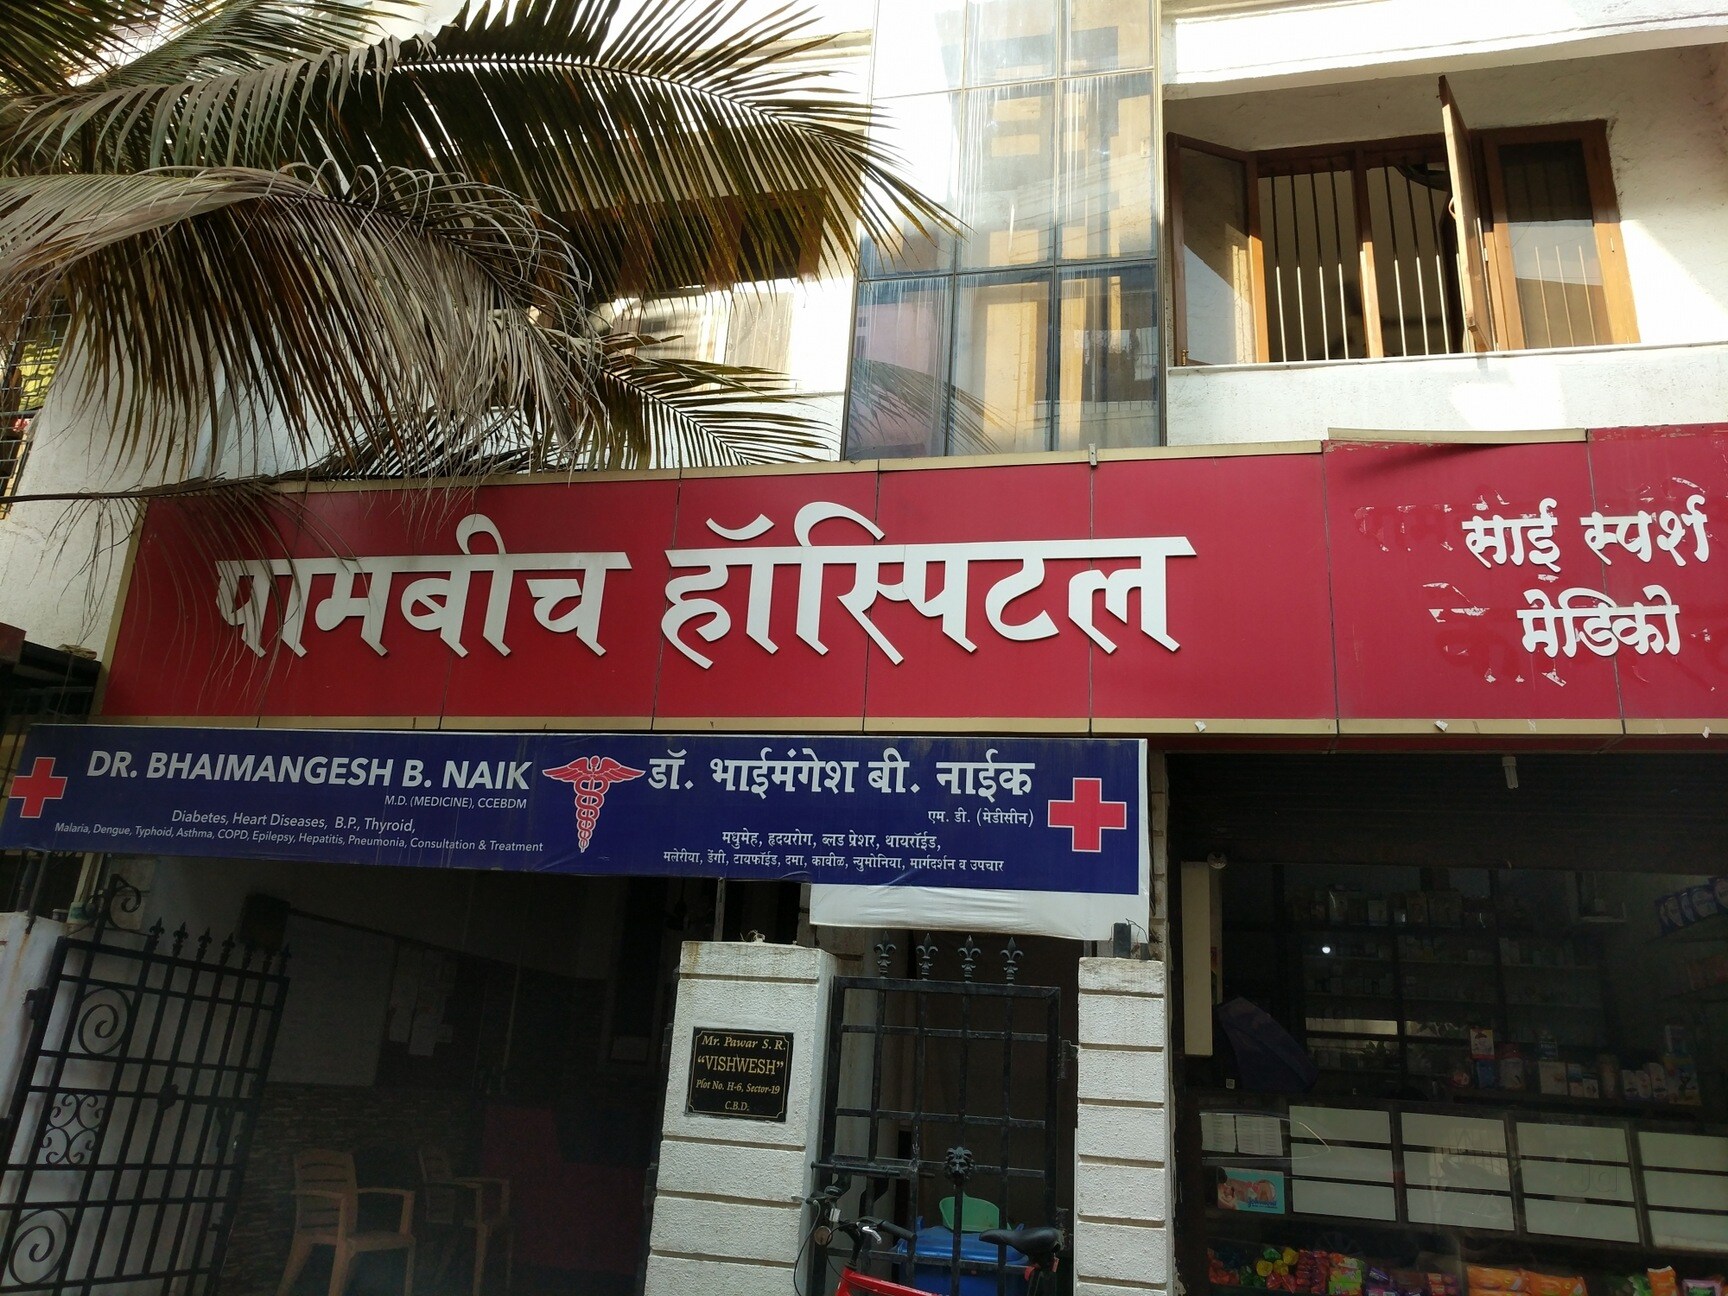 पामबीच हॉस्पिटल
साई स्पर्श
मेडिको
DR. BHAIMANGESH B. NAIK
M.D. (MEDICINE), CCEBDM
Diabetes, Heart Diseases, B.P., Thyroid,
Malaria, Dengue, Typhoid, Asthma, COPD, Epilepsy, Hepatitis, Pneumonia, Consultation & Treatment
डॉ. भाईमंगेश बी. नाईक
एम. डी. (मेडीसीन)
मधुमेह, हृदयरोग, ब्लड प्रेशर, थायरॉईड,
मलेरीया, डेंगी, टायफॉईड, दमा, कावीळ, न्युमोनिया, मार्गदर्शन व उपचार
Mr. Pawar S. R.
"VISHWESH"
Plot No. H-6, Sector-19
C.B.D.